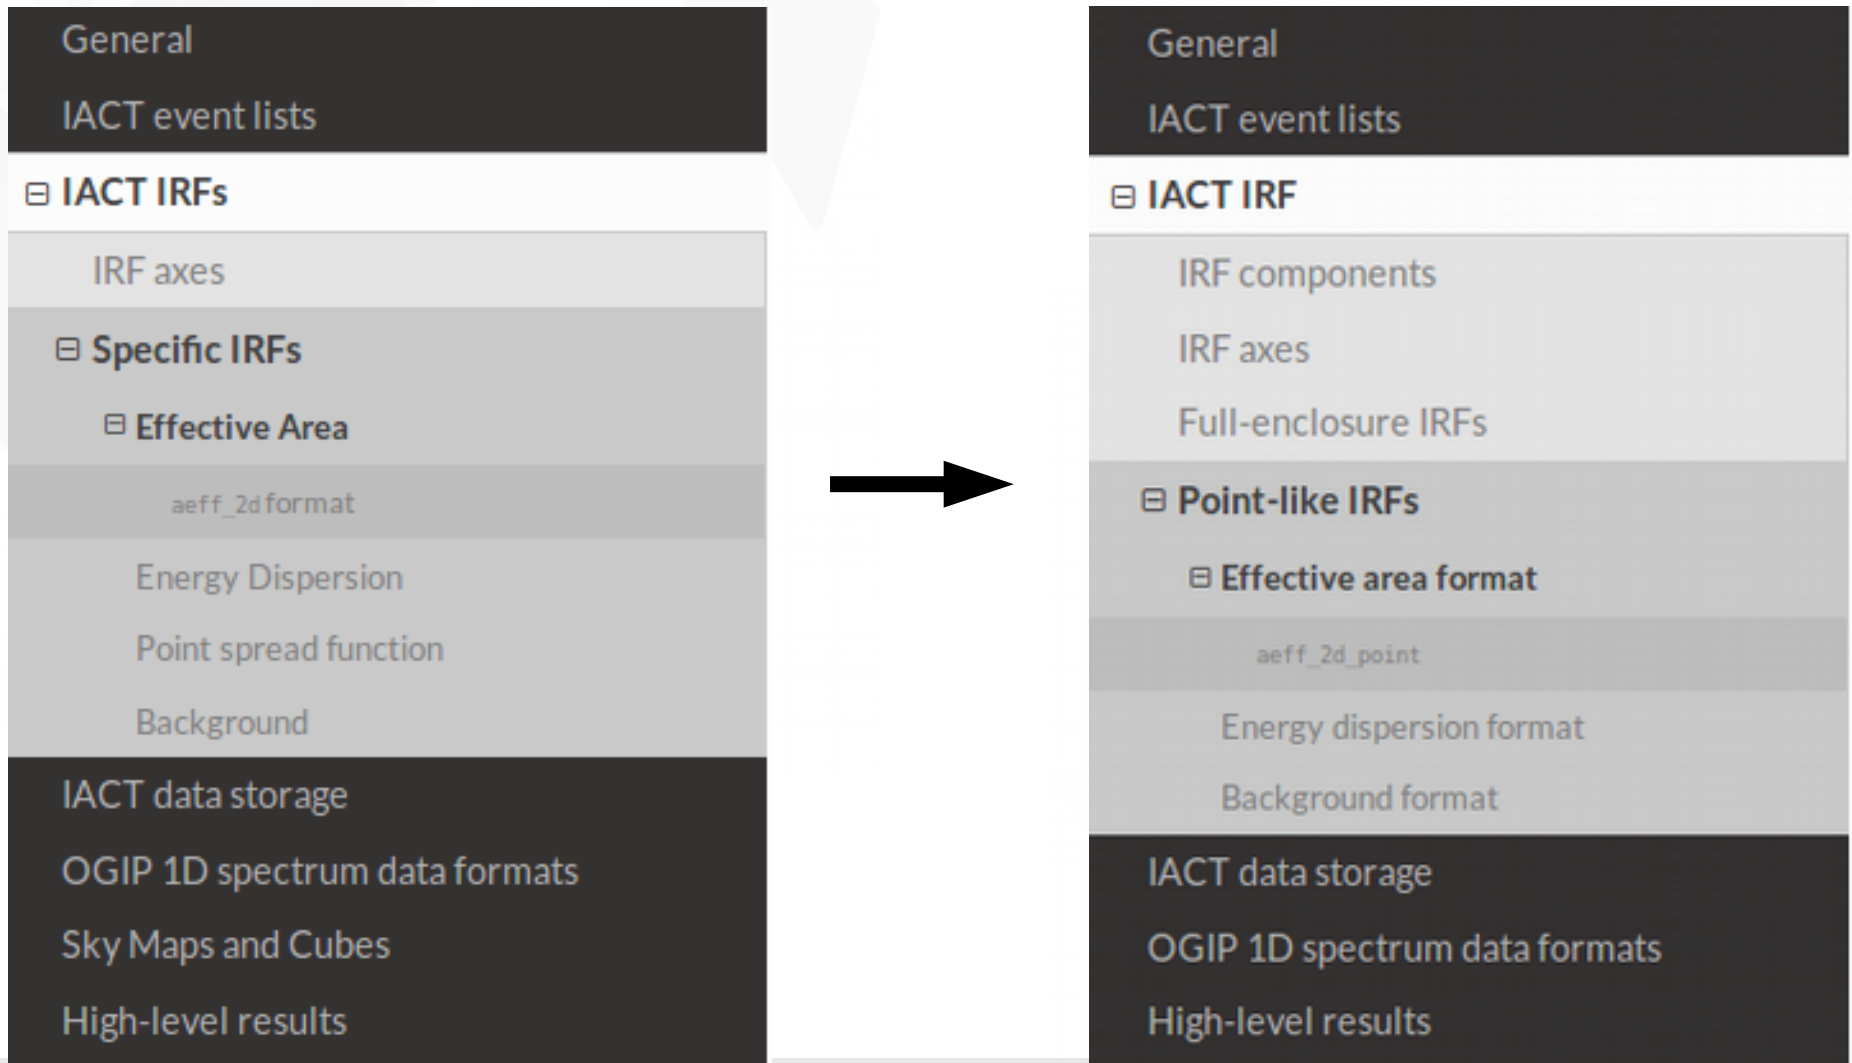 General
IACT event lists
IACT IRFs
IRF axes
Specific IRFs
Effective Area
aeff_2d format
Energy Dispersion
Point spread function
Background
IACT data storage
OGIP 1D spectrum data formats
Sky Maps and Cubes
High-level results
General
IACT event lists
IACT IRF
IRF components
IRF axes
Full-enclosure IRFs
Point-like IRFs
Effective area format
aeff_2d_point
Energy dispersion format
Background format
IACT data storage
OGIP 1D spectrum data formats
High-level results